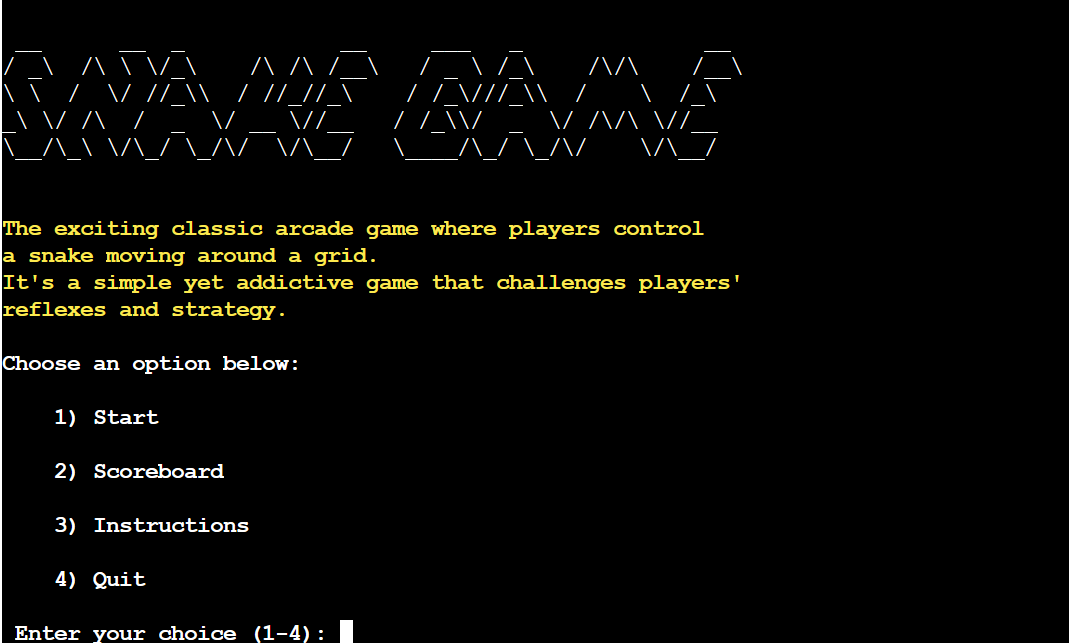 SNAKE GAME
The exciting classic arcade game where players control
a snake moving around a grid.
It's a simple yet addictive game that challenges players'
reflexes and strategy.
Choose an option below:
1) Start
2) Scoreboard
3) Instructions
4) Quit
Enter your choice (1-4):